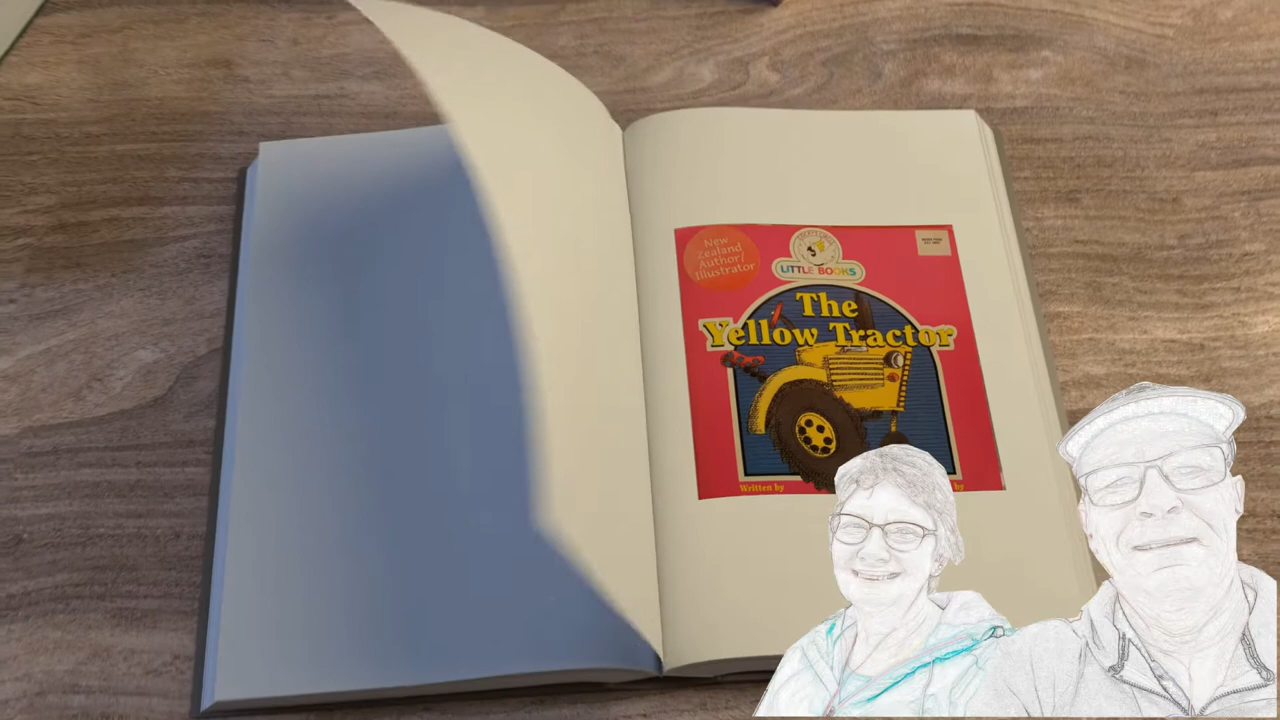 New
Zealand
Author/
Illustrator
LITTLE BOOKS
The
Yellow Tractor
Written by
by